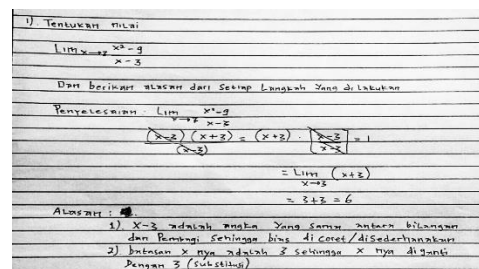 1). Tentukan nilai
Lim x→3 x²-9
x-3
Dan berikan alasan dari setiap Langkah yang di lakukan
Penyelesaian Lim x→3 x²-9
x-3
(x-3) (x+3) = (x+3) · x-3 = 1
(x-3) x-3
= Lim (x+3)
x→3
= 3+3 = 6
Alasan :
1). x-3 adalah angka yang sama antara bilangan
dan Pembagi sehingga bisa di coret/disederhanakan
2) batasan x nya adalah 3 sehingga x nya diganti
Dengan 3 (substitusi)